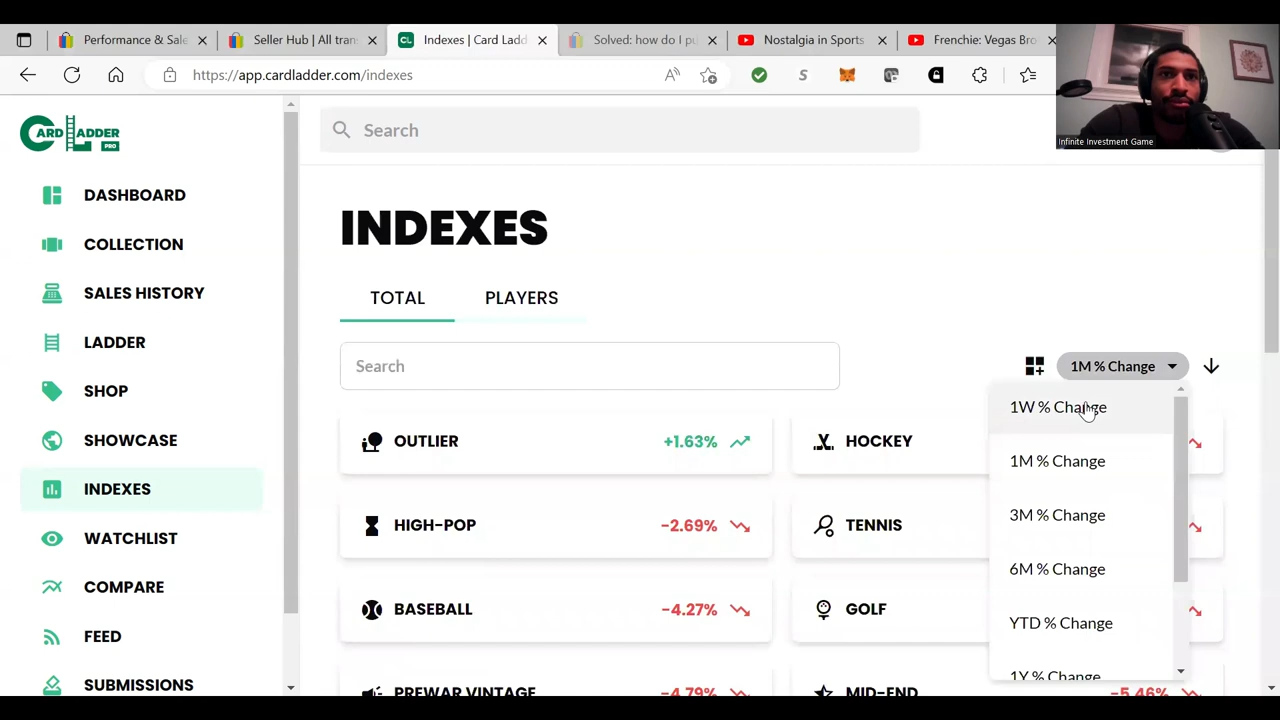 Performance & Sale
Seller Hub | All tran
Indexes | Card Ladd
Solved: how do I pu
Nostalgia in Sports
Frenchie: Vegas Bro
https://app.cardladder.com/indexes
Infinite Investment Game
CARD LADDER
PRO
Search
DASHBOARD
COLLECTION
SALES HISTORY
LADDER
SHOP
SHOWCASE
INDEXES
WATCHLIST
COMPARE
FEED
SUBMISSIONS
INDEXES
TOTAL
PLAYERS
Search
1M % Change
1W % Change
1M % Change
3M % Change
6M % Change
YTD % Change
1Y % Change
OUTLIER +1.63%
HOCKEY
HIGH-POP -2.69%
TENNIS
BASEBALL -4.27%
GOLF
PREWAR VINTAGE -4.79%
MID-END -5.46%